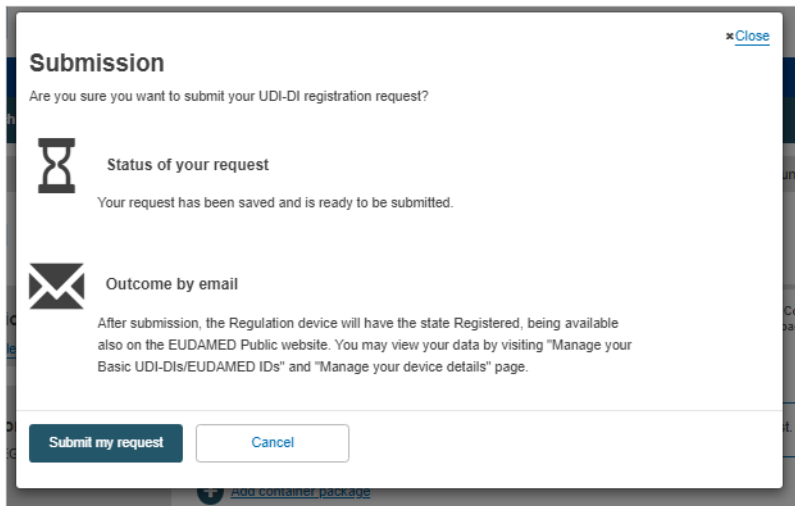 ×Close
Submission
Are you sure you want to submit your UDI-DI registration request?
Status of your request
Your request has been saved and is ready to be submitted.
Outcome by email
After submission, the Regulation device will have the state Registered, being available
also on the EUDAMED Public website. You may view your data by visiting "Manage your
Basic UDI-DIs/EUDAMED IDs" and "Manage your device details" page.
Submit my request
Cancel
Add container package